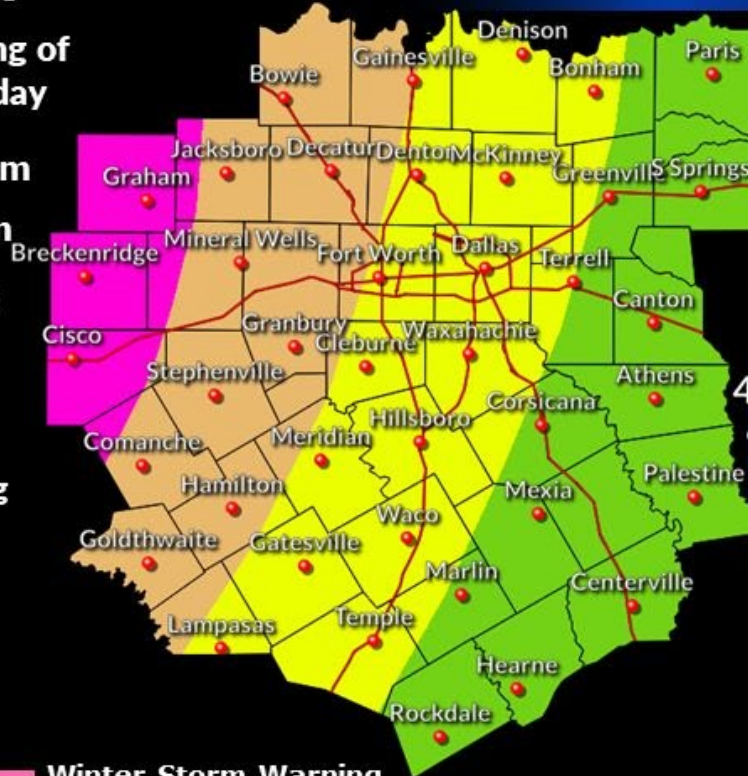 ng of
day
m
n
g
4
Denison
Gainesville
Paris
Bonham
Bowie
Jacksboro
Decatur
Denton
McKinney
Greenville
S Springs
Graham
Mineral Wells
Breckenridge
Fort Worth
Dallas
Terrell
Canton
Cisco
Granbury
Cleburne
Waxahachie
Stephenville
Athens
Corsicana
Comanche
Meridian
Hillsboro
Palestine
Hamilton
Mexia
Waco
Goldthwaite
Gatesville
Marlin
Centerville
Lampasas
Temple
Hearne
Rockdale
Winter Storm Warning